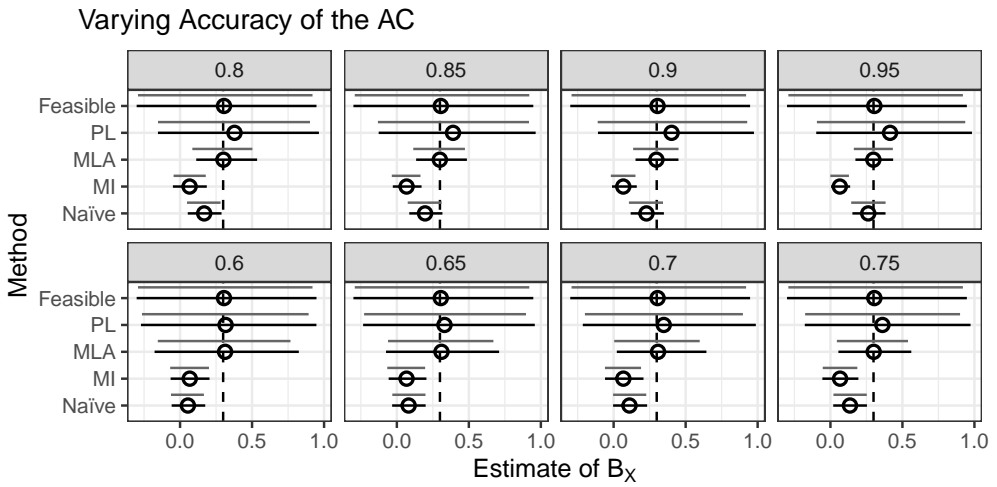 Varying Accuracy of the AC
0.8 0.85 0.9 0.95
Feasible
PL
MLA
MI
Naïve
Method
0.6 0.65 0.7 0.75
Feasible
PL
MLA
MI
Naïve
0.0 0.5 1.0 0.0 0.5 1.0 0.0 0.5 1.0 0.0 0.5 1.0
Estimate of B_X